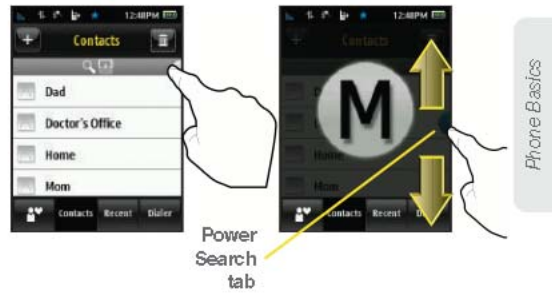 12:48PM
Contacts
Dad
Doctor's Office
Home
Mom
Contacts Recent Dialer
12:48PM
Contacts
M
Home
Mom
Contacts Recent
Power
Search
tab
Phone Basics